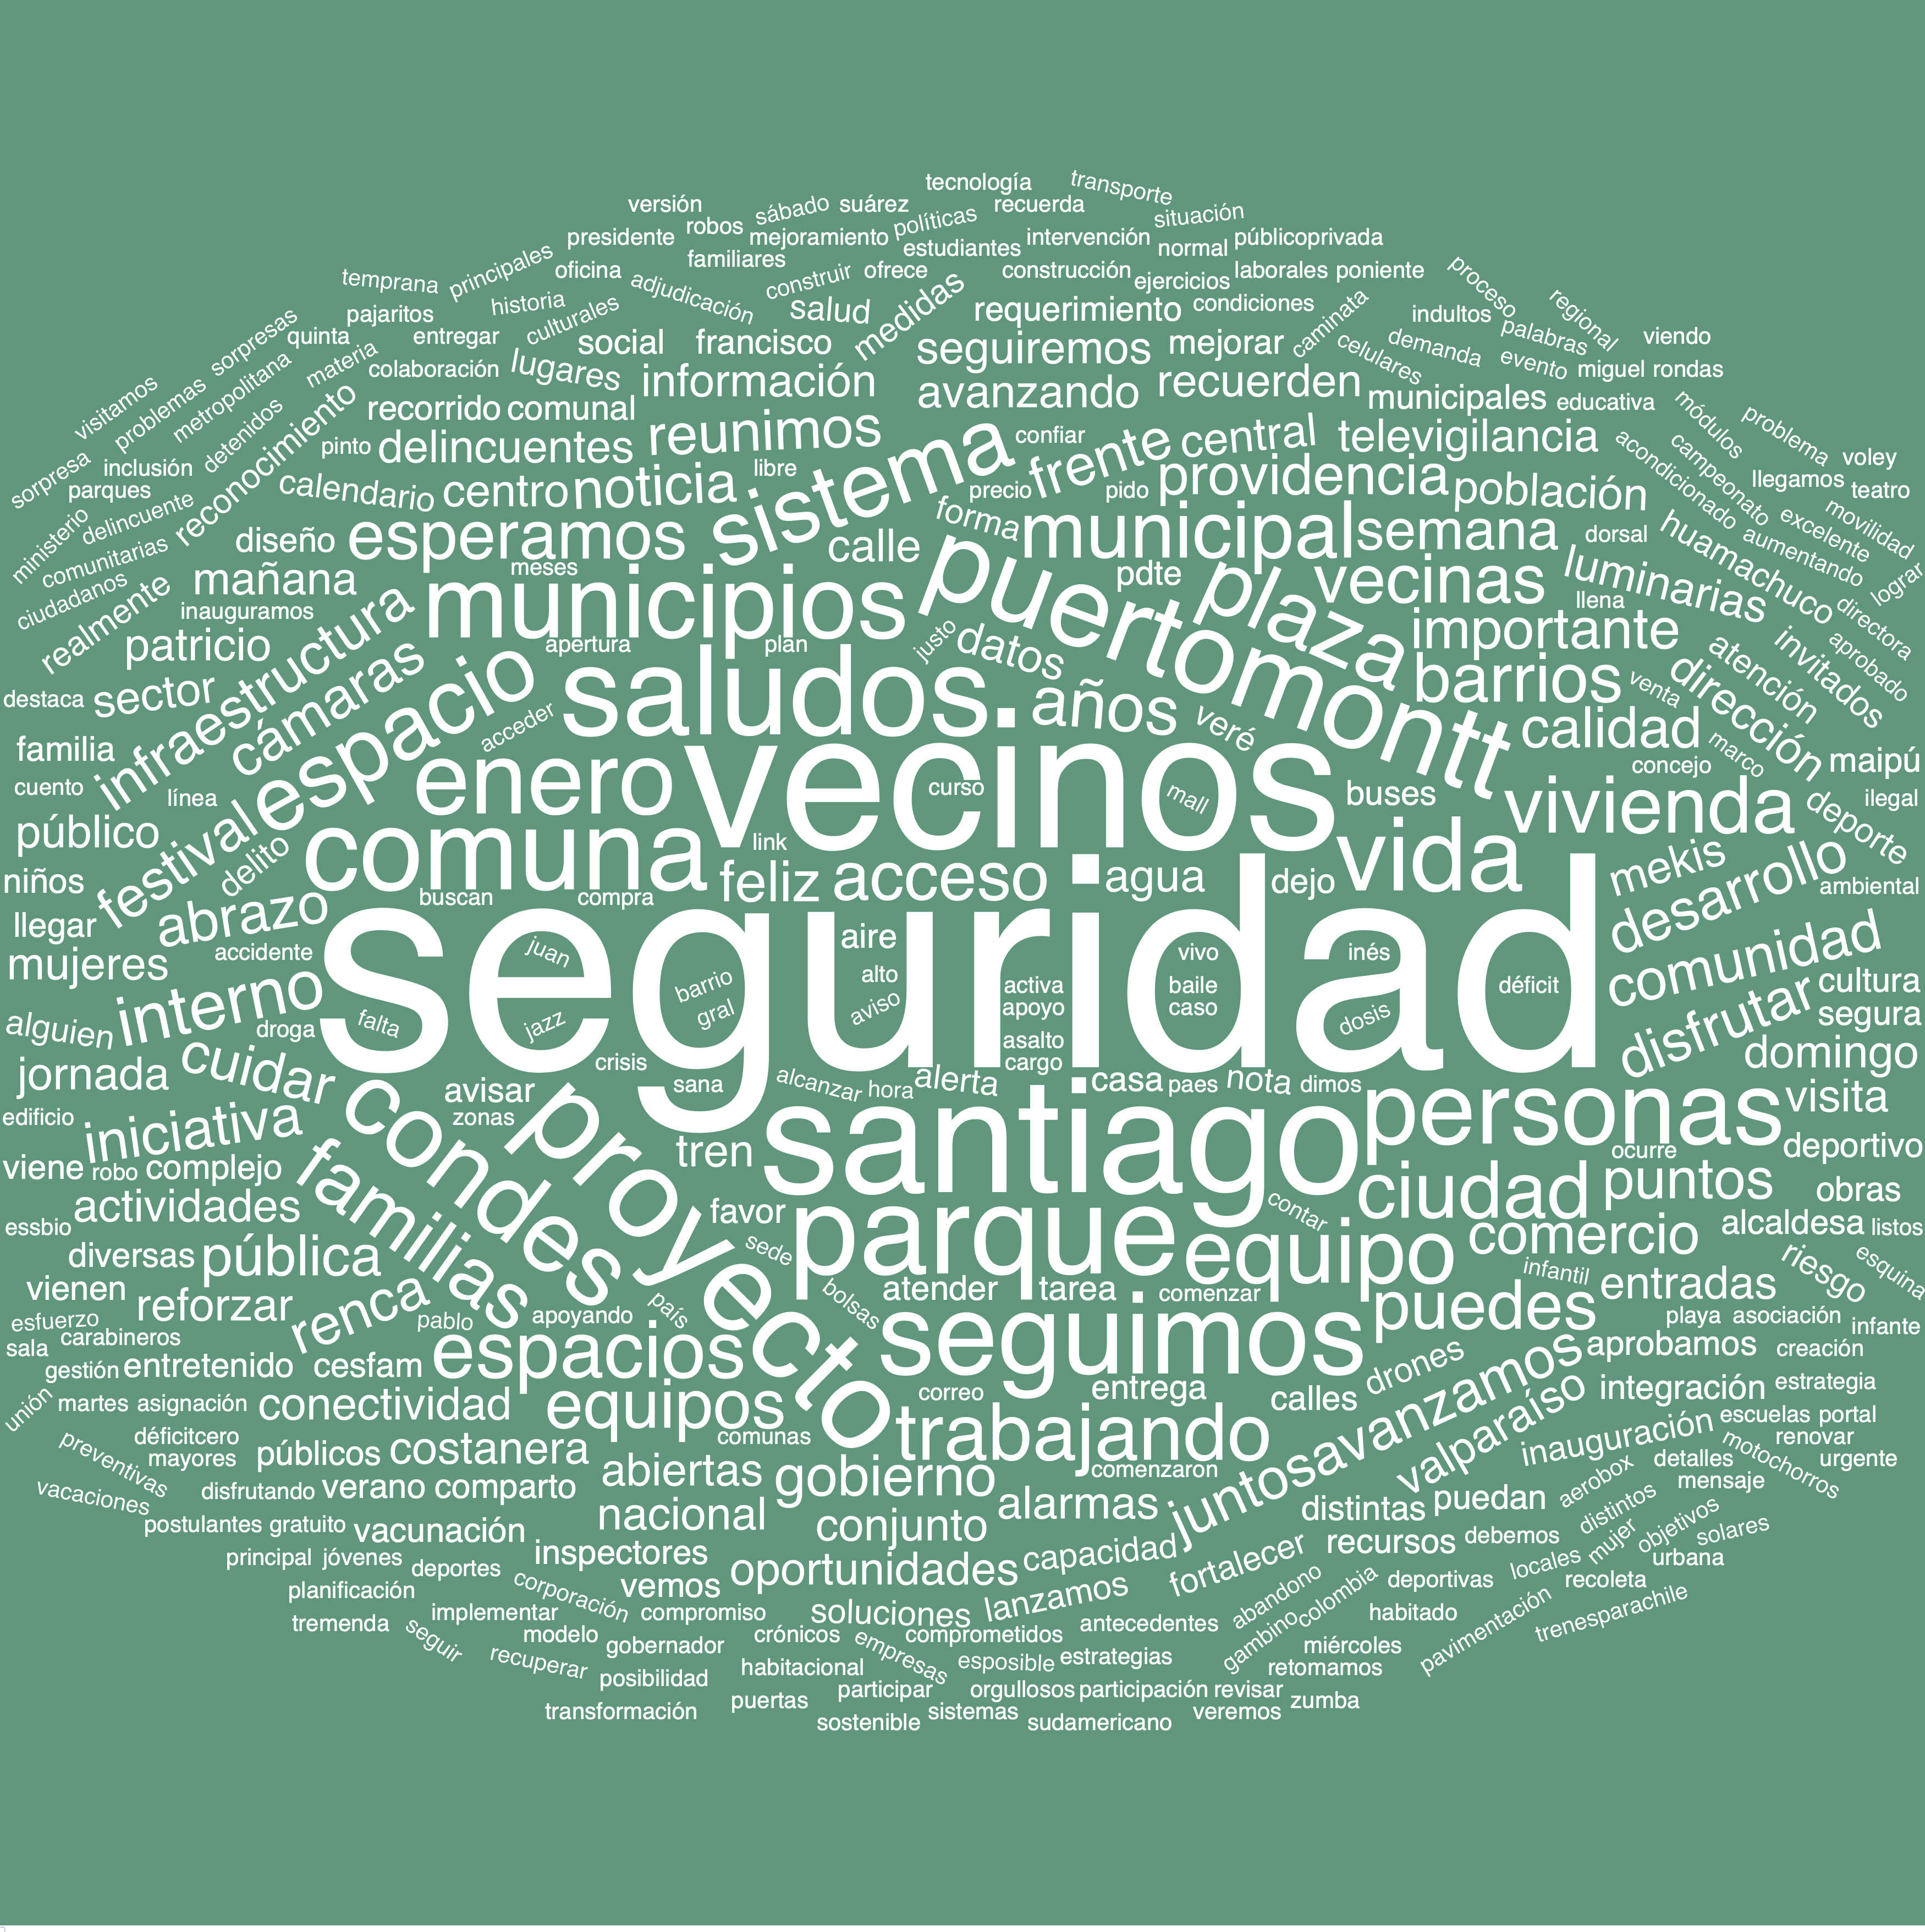 tecnología transporte
versión sábado suárez recuerda
robos políticas situación
presidente mejoramiento estudiantes intervención normal públicoprivada
familiares
temprana principales oficina adjudicación construir ofrece construcción ejercicios laborales poniente proceso
pajaritos historia culturales salud medidas requerimiento condiciones caminata indultos palabras regional
sorpresas quinta entregar social francisco seguiremos mejorar celulares demanda viendo
visitamos problemas metropolitana materia colaboración lugares información avanzando recuerden evento miguel rondas
detenidos reconocimiento recorrido comunal municipales educativa módulos problema
sorpresa inclusión pinto delincuentes reunimos confiar frente central televigilancia acondicionado campeonato voley
parques calendario centro noticia libre sistema precio pido providencia población llegamos teatro
ministerio delincuente comunitarias diseño esperamos calle forma municipal semana dorsal huamachuco aumentando excelente movilidad
ciudadanos realmente mañana meses municipios puertomontt pdte plaza vecinas luminarias directora lograr
inauguramos llena
patricio infraestructura apertura plan justo datos importante atención invitados aprobado
destaca sector cámaras espacio acceder saludos años veré barrios venta dirección
familia calidad marco concejo maipú
cuento línea festival enero vecinos curso mall buses vivienda deporte ilegal
público delito comuna link vida mekis
niños buscan compra feliz acceso agua dejo desarrollo ambiental
llegar abrazo seguridad
mujeres accidente juan aire vivo inés comunidad
interno barrio alto activa baile déficit cultura
alguien droga falta jazz gral aviso apoyo caso dosis disfrutar segura
jornada cuidar crisis asalto cargo domingo
avisar sana alcanzar hora alerta casa paes nota dimos personas visita
edificio iniciativa condes zonas proyecto santiago
viene robo complejo familias tren ocurre deportivo
actividades ciudad puntos obras
essbio favor parque contar alcaldesa listos
diversas pública sede equipo comercio riesgo esquina
vienen reforzar renca bolsas atender tarea comenzar infantil entradas
esfuerzo pablo apoyando país seguimos puedes playa asociación infante
sala carabineros espacios aprobamos creación
gestión entretenido cesfam drones
unión martes asignación conectividad equipos correo entrega calles juntosavanzamos integración estrategia
déficitcero comunas trabajando valparaíso inauguración escuelas portal
preventivas mayores públicos costanera abiertas gobierno comenzaron detalles renovar motochorros urgente
vacaciones disfrutando verano comparto alarmas distintas puedan aerobox mensaje
postulantes gratuito vacunación nacional conjunto recursos debemos distintos objetivos solares
principal jóvenes deportes inspectores oportunidades capacidad fortalecer locales mujer urbana
planificación corporación vemos lanzamos abandono deportivas recoleta
tremenda implementar compromiso soluciones antecedentes colombia habitado pavimentación trenesparachile
seguir modelo gobernador crónicos empresas comprometidos gambino miércoles
recuperar posibilidad habitacional esposible estrategias retomamos
transformación puertas participar orgullosos participación revisar zumba
sostenible sistemas sudamericano veremos